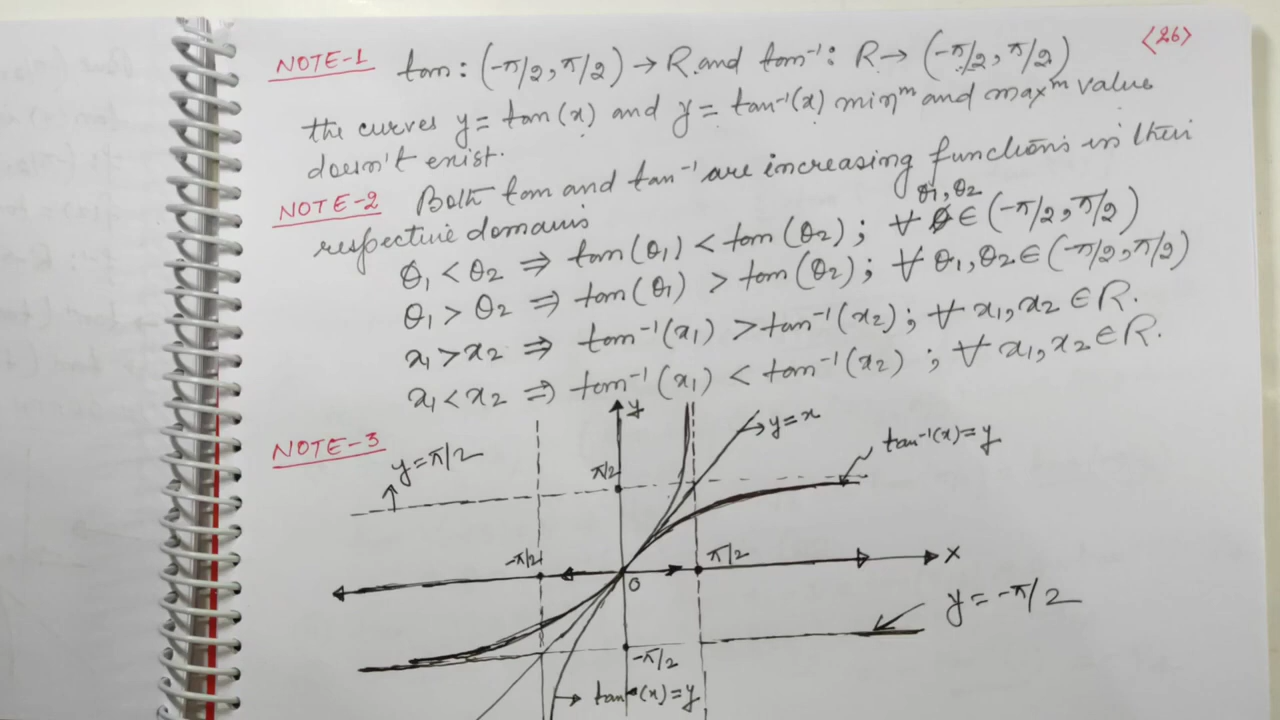 <26>
NOTE-1 tan : (-π/2, π/2) → R and tan⁻¹ : R → (-π/2, π/2)
the curves y = tan(x) and y = tan⁻¹(x) minᵐ and maxᵐ value
doesn't exist.
NOTE-2 Both tan and tan⁻¹ are increasing functions in their
respective domains
θ1, θ2
θ₁ < θ₂ ⇒ tan(θ₁) < tan(θ₂) ; ∀ ∈ (-π/2, π/2)
θ₁ > θ₂ ⇒ tan(θ₁) > tan(θ₂) ; ∀ θ₁, θ₂ ∈ (-π/2, π/2)
x₁ > x₂ ⇒ tan⁻¹(x₁) > tan⁻¹(x₂) ; ∀ x₁, x₂ ∈ R.
x₁ < x₂ ⇒ tan⁻¹(x₁) < tan⁻¹(x₂) ; ∀ x₁, x₂ ∈ R.
NOTE-3
y
y = x
tan⁻¹(x) = y
y = π/2
π/2
-π/2
π/2
X
O
y = -π/2
-π/2
tan(x) = y